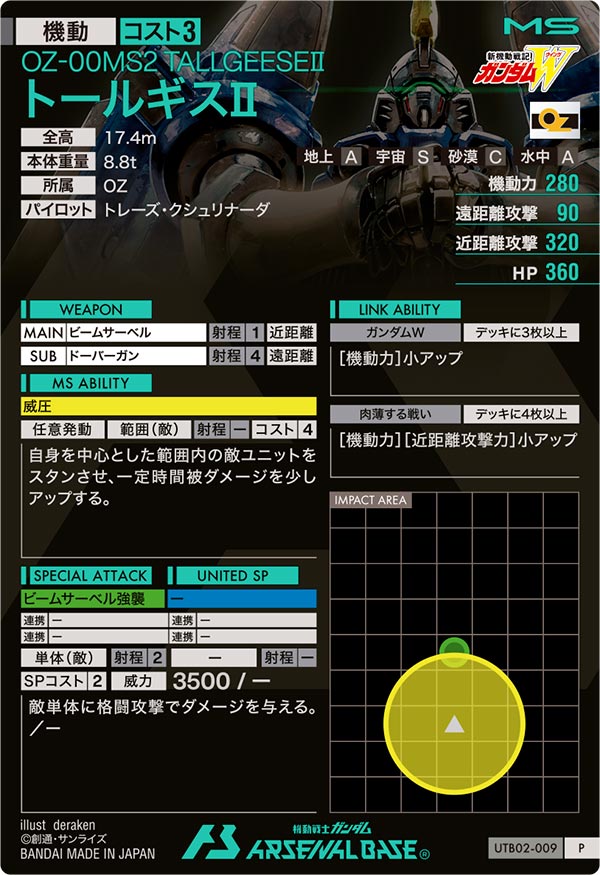 機動 コスト3 MS
OZ-00MS2 TALLGEESEⅡ
トールギスⅡ
新機動戦記
ガンダムW
ウイング
OZ
全高 17.4m
本体重量 8.8t
所属 OZ
パイロット トレーズ・クシュリナーダ
地上 A 宇宙 S 砂漠 C 水中 A
機動力 280
遠距離攻撃 90
近距離攻撃 320
HP 360
WEAPON
MAIN ビームサーベル 射程 1 近距離
SUB ドーバーガン 射程 4 遠距離
MS ABILITY
威圧
任意発動 範囲(敵) 射程 ー コスト 4
自身を中心とした範囲内の敵ユニットを
スタンさせ、一定時間被ダメージを少し
アップする。
LINK ABILITY
ガンダムW デッキに3枚以上
[機動力]小アップ
肉薄する戦い デッキに4枚以上
[機動力][近距離攻撃力]小アップ
IMPACT AREA
SPECIAL ATTACK UNITED SP
ビームサーベル強襲 ー
連携 ー 連携 ー
連携 ー 連携 ー
単体(敵) 射程 2 ー 射程 ー
SPコスト 2 威力 3500 / ー
敵単体に格闘攻撃でダメージを与える。
/ー
illust deraken
©創通・サンライズ
BANDAI MADE IN JAPAN
機動戦士ガンダム
ARSENAL BASE ®
UTB02-009 P